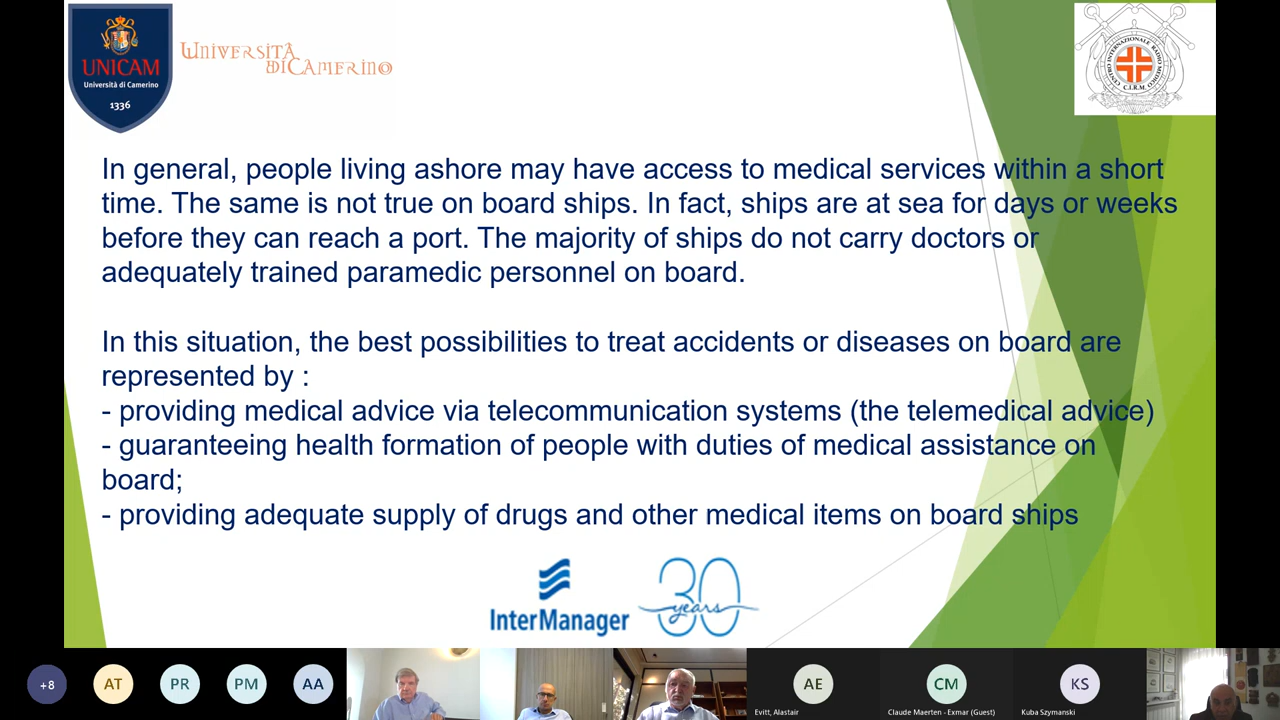 UNICAM
Università di Camerino
1336
UNIVERSITÀ
DI CAMERINO
CENTRO INTERNAZIONALE RADIO MEDICO
C.I.R.M.
In general, people living ashore may have access to medical services within a short
time. The same is not true on board ships. In fact, ships are at sea for days or weeks
before they can reach a port. The majority of ships do not carry doctors or
adequately trained paramedic personnel on board.
In this situation, the best possibilities to treat accidents or diseases on board are
represented by :
- providing medical advice via telecommunication systems (the telemedical advice)
- guaranteeing health formation of people with duties of medical assistance on
board;
- providing adequate supply of drugs and other medical items on board ships
InterManager
30
years
+8
AT
PR
PM
AA
AE
CM
KS
Evitt, Alastair
Claude Maerten - Exmar (Guest)
Kuba Szymanski